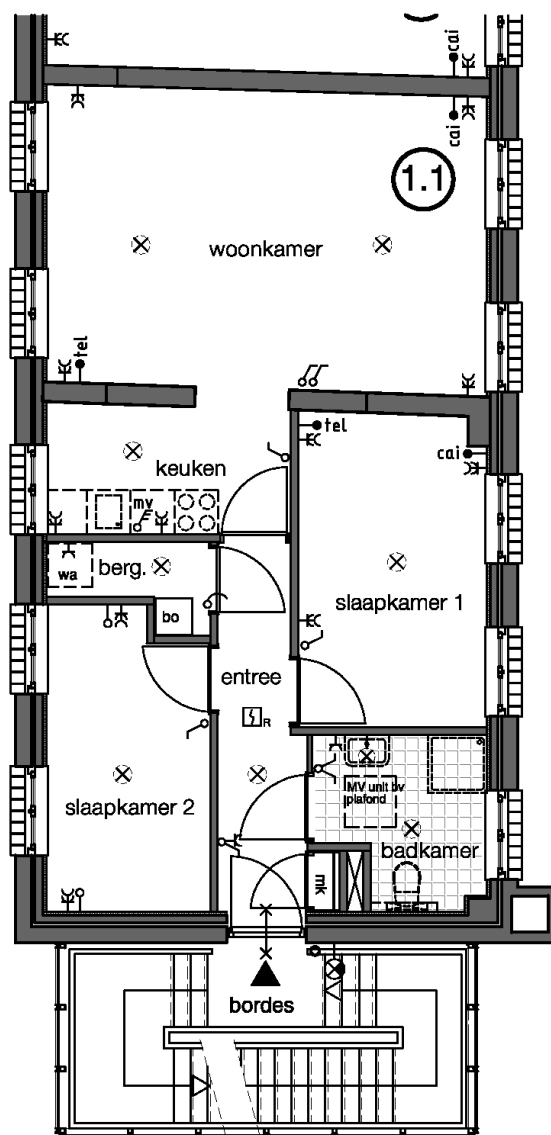 cai
cai
1.1
woonkamer
tel
tel
keuken
cai
mv
berg.
wa
slaapkamer 1
bo
entree
R
MV unit bv
plafond
slaapkamer 2
badkamer
mk
bordes